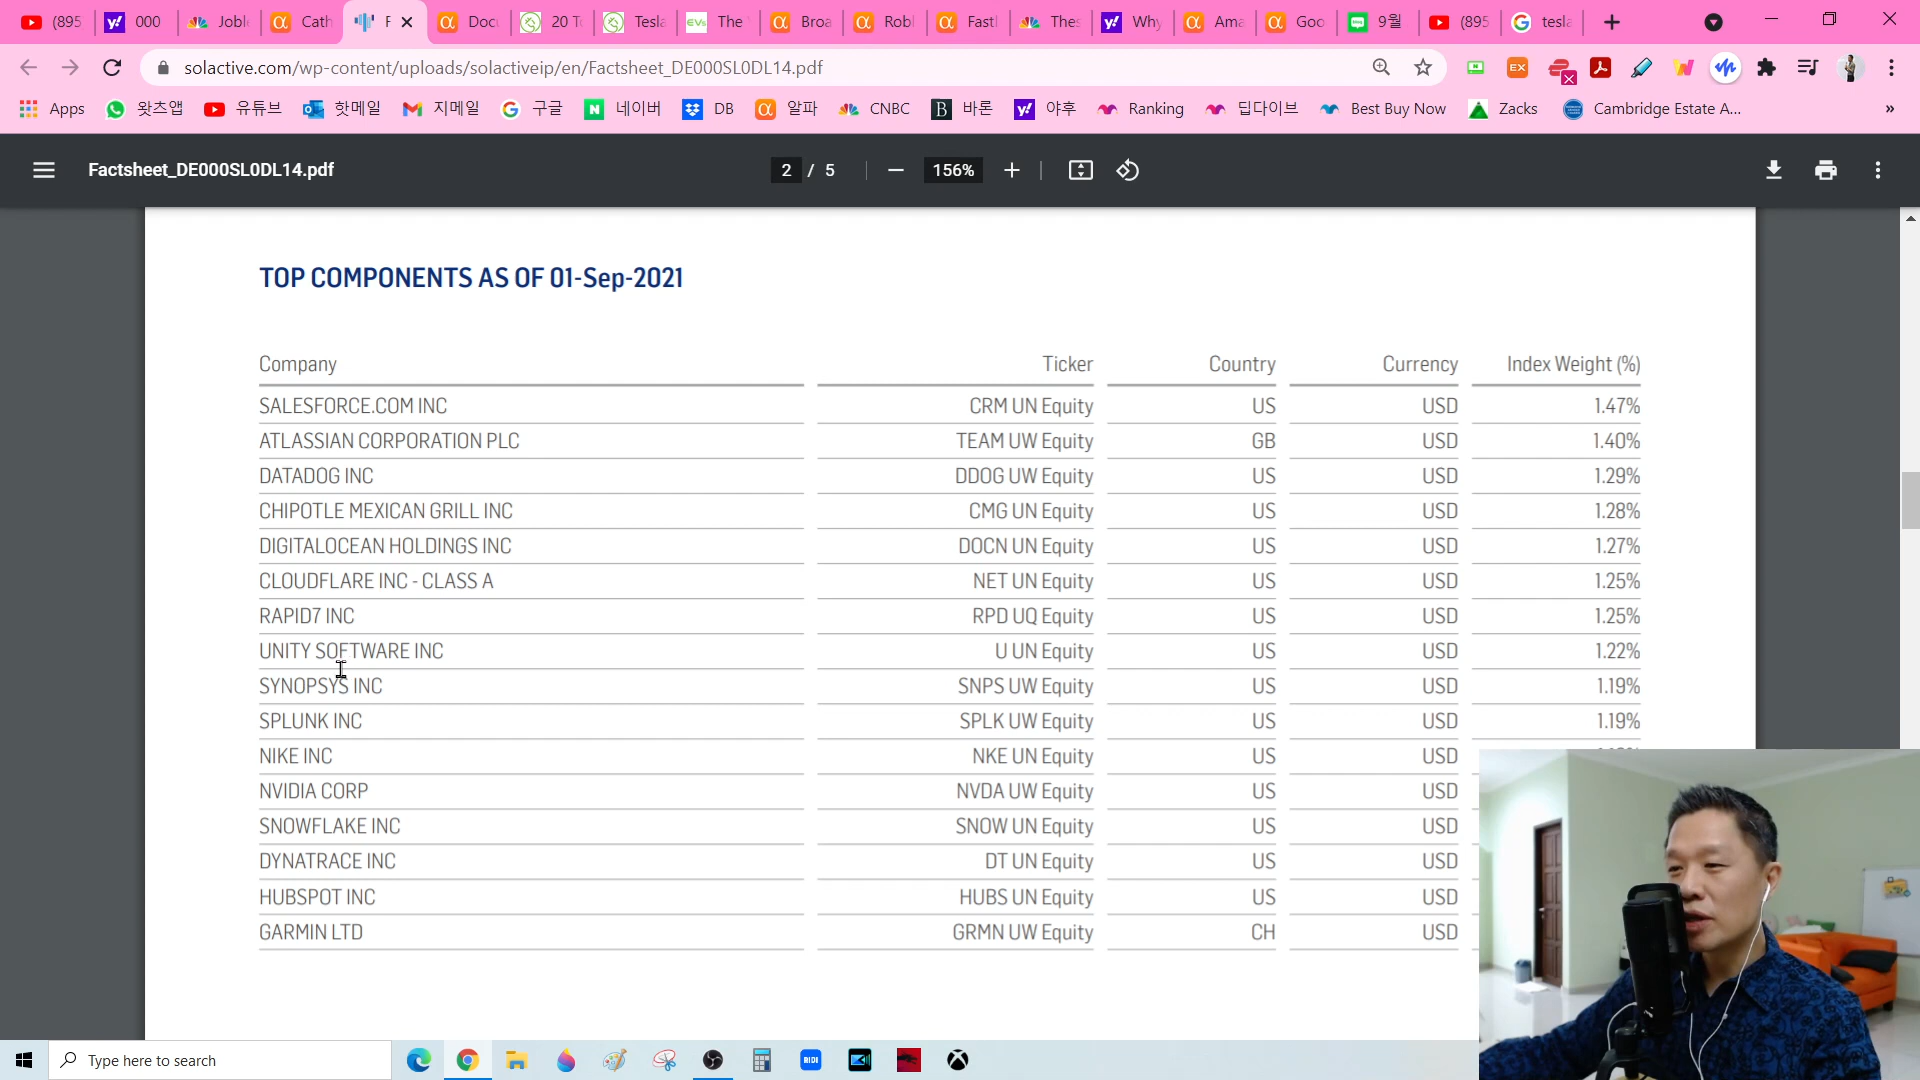 (895
000
Jobl
Cath
F
Docu
20 To
Tesla
The
Broa
Robl
Fastl
Thes
Why
Ama
Goo
9월
(895
tesla
solactive.com/wp-content/uploads/solactiveip/en/Factsheet_DE000SL0DL14.pdf
Apps
왓츠앱
유튜브
핫메일
지메일
구글
네이버
DB
알파
CNBC
바론
야후
Ranking
딥다이브
Best Buy Now
Zacks
Cambridge Estate A...
Factsheet_DE000SL0DL14.pdf
2 / 5
156%
TOP COMPONENTS AS OF 01-Sep-2021
Company Ticker Country Currency Index Weight (%)
SALESFORCE.COM INC CRM UN Equity US USD 1.47%
ATLASSIAN CORPORATION PLC TEAM UW Equity GB USD 1.40%
DATADOG INC DDOG UW Equity US USD 1.29%
CHIPOTLE MEXICAN GRILL INC CMG UN Equity US USD 1.28%
DIGITALOCEAN HOLDINGS INC DOCN UN Equity US USD 1.27%
CLOUDFLARE INC - CLASS A NET UN Equity US USD 1.25%
RAPID7 INC RPD UQ Equity US USD 1.25%
UNITY SOFTWARE INC U UN Equity US USD 1.22%
SYNOPSYS INC SNPS UW Equity US USD 1.19%
SPLUNK INC SPLK UW Equity US USD 1.19%
NIKE INC NKE UN Equity US USD
NVIDIA CORP NVDA UW Equity US USD
SNOWFLAKE INC SNOW UN Equity US USD
DYNATRACE INC DT UN Equity US USD
HUBSPOT INC HUBS UN Equity US USD
GARMIN LTD GRMN UW Equity CH USD
Type here to search
RIDI